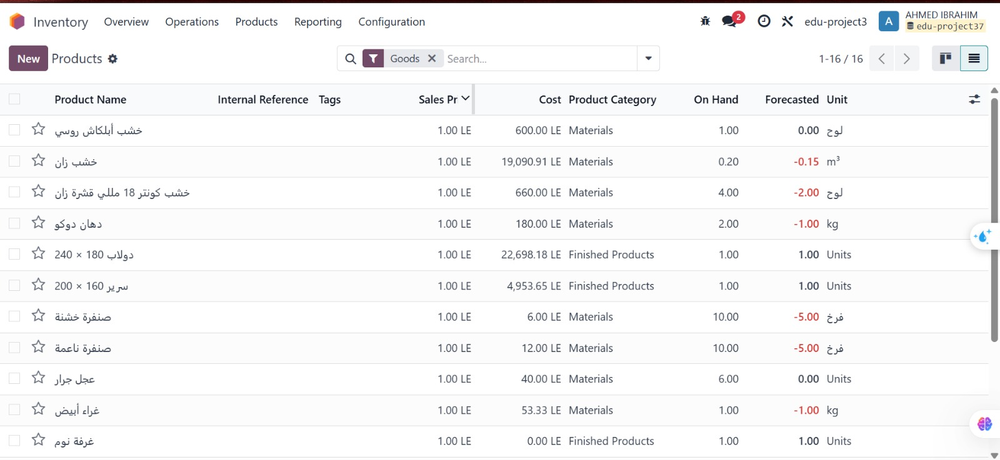 Inventory Overview Operations Products Reporting Configuration 2 edu-project3 A AHMED IBRAHIM
edu-project37
New Products Goods Search... 1-16 / 16
Product Name Internal Reference Tags Sales Pr Cost Product Category On Hand Forecasted Unit
خشب أبلكاش روسي 1.00 LE 600.00 LE Materials 1.00 0.00 لوح
خشب زان 1.00 LE 19,090.91 LE Materials 0.20 -0.15 m³
خشب كونتر 18 مللي قشرة زان 1.00 LE 660.00 LE Materials 4.00 -2.00 لوح
دهان دوكو 1.00 LE 180.00 LE Materials 2.00 -1.00 kg
دولاب 180 × 240 1.00 LE 22,698.18 LE Finished Products 1.00 1.00 Units
سرير 160 × 200 1.00 LE 4,953.65 LE Finished Products 1.00 1.00 Units
صنفرة خشنة 1.00 LE 6.00 LE Materials 10.00 -5.00 فرخ
صنفرة ناعمة 1.00 LE 12.00 LE Materials 10.00 -5.00 فرخ
عجل جرار 1.00 LE 40.00 LE Materials 6.00 0.00 Units
غراء أبيض 1.00 LE 53.33 LE Materials 1.00 -1.00 kg
غرفة نوم 1.00 LE 0.00 LE Finished Products 1.00 1.00 Units